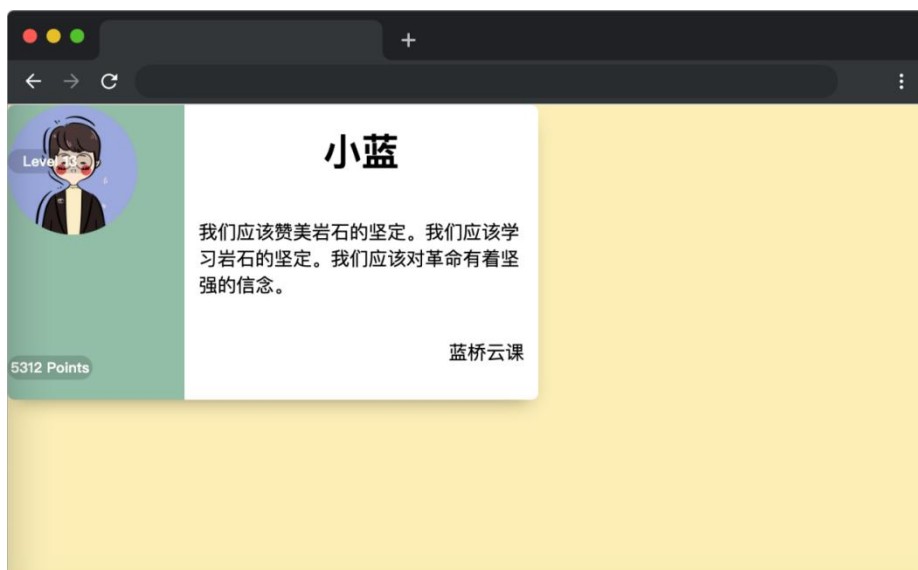 小蓝
Level 13
我们应该赞美岩石的坚定。我们应该学
习岩石的坚定。我们应该对革命有着坚
强的信念。
蓝桥云课
5312 Points